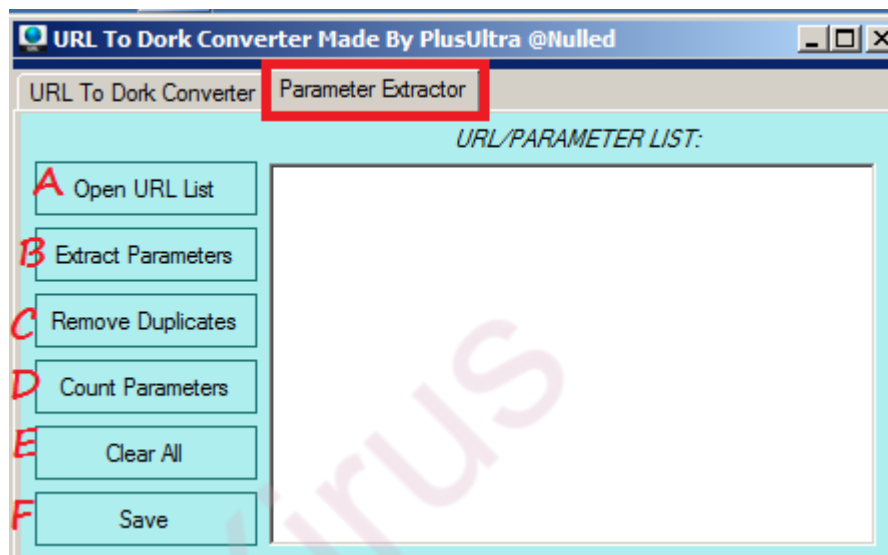 URL To Dork Converter Made By PlusUltra @Nulled
URL To Dork Converter
Parameter Extractor
URL/PARAMETER LIST:
A Open URL List
B Extract Parameters
C Remove Duplicates
D Count Parameters
E Clear All
F Save